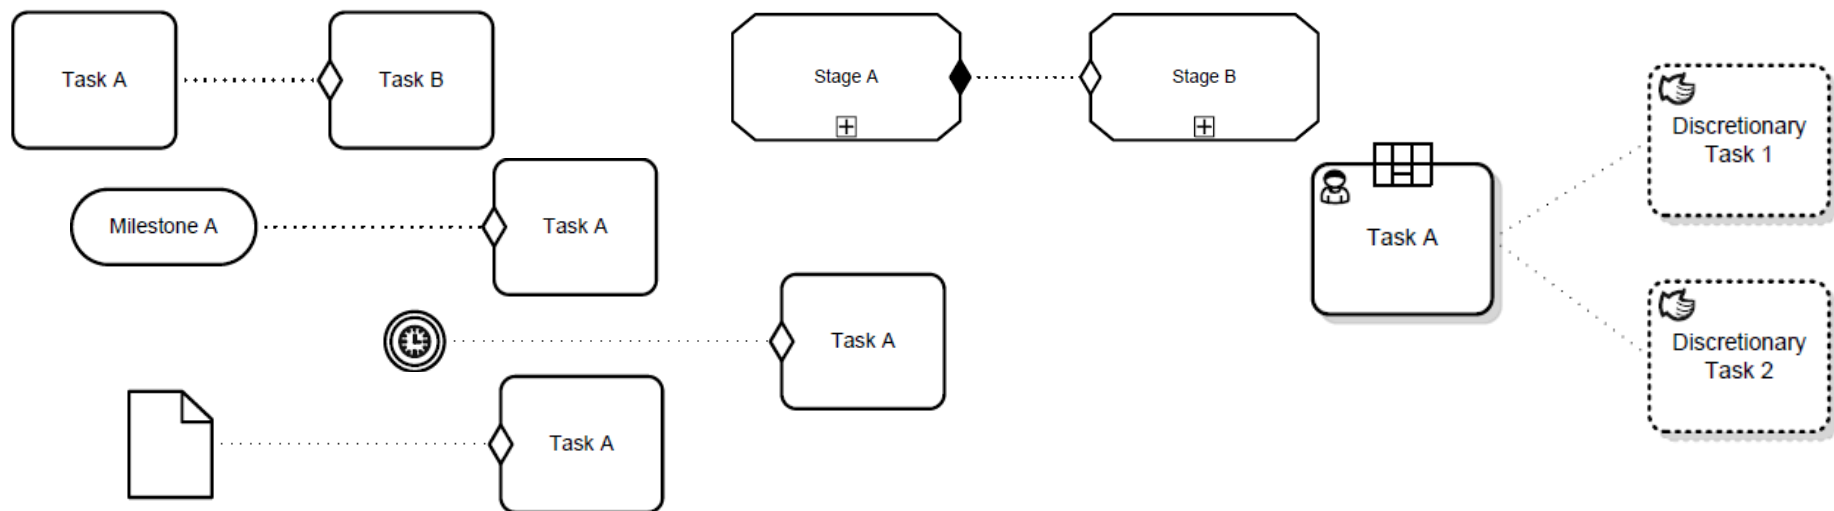 Task A
Task B
Stage A
Stage B
Discretionary
Task 1
Milestone A
Task A
Task A
Task A
Discretionary
Task 2
Task A